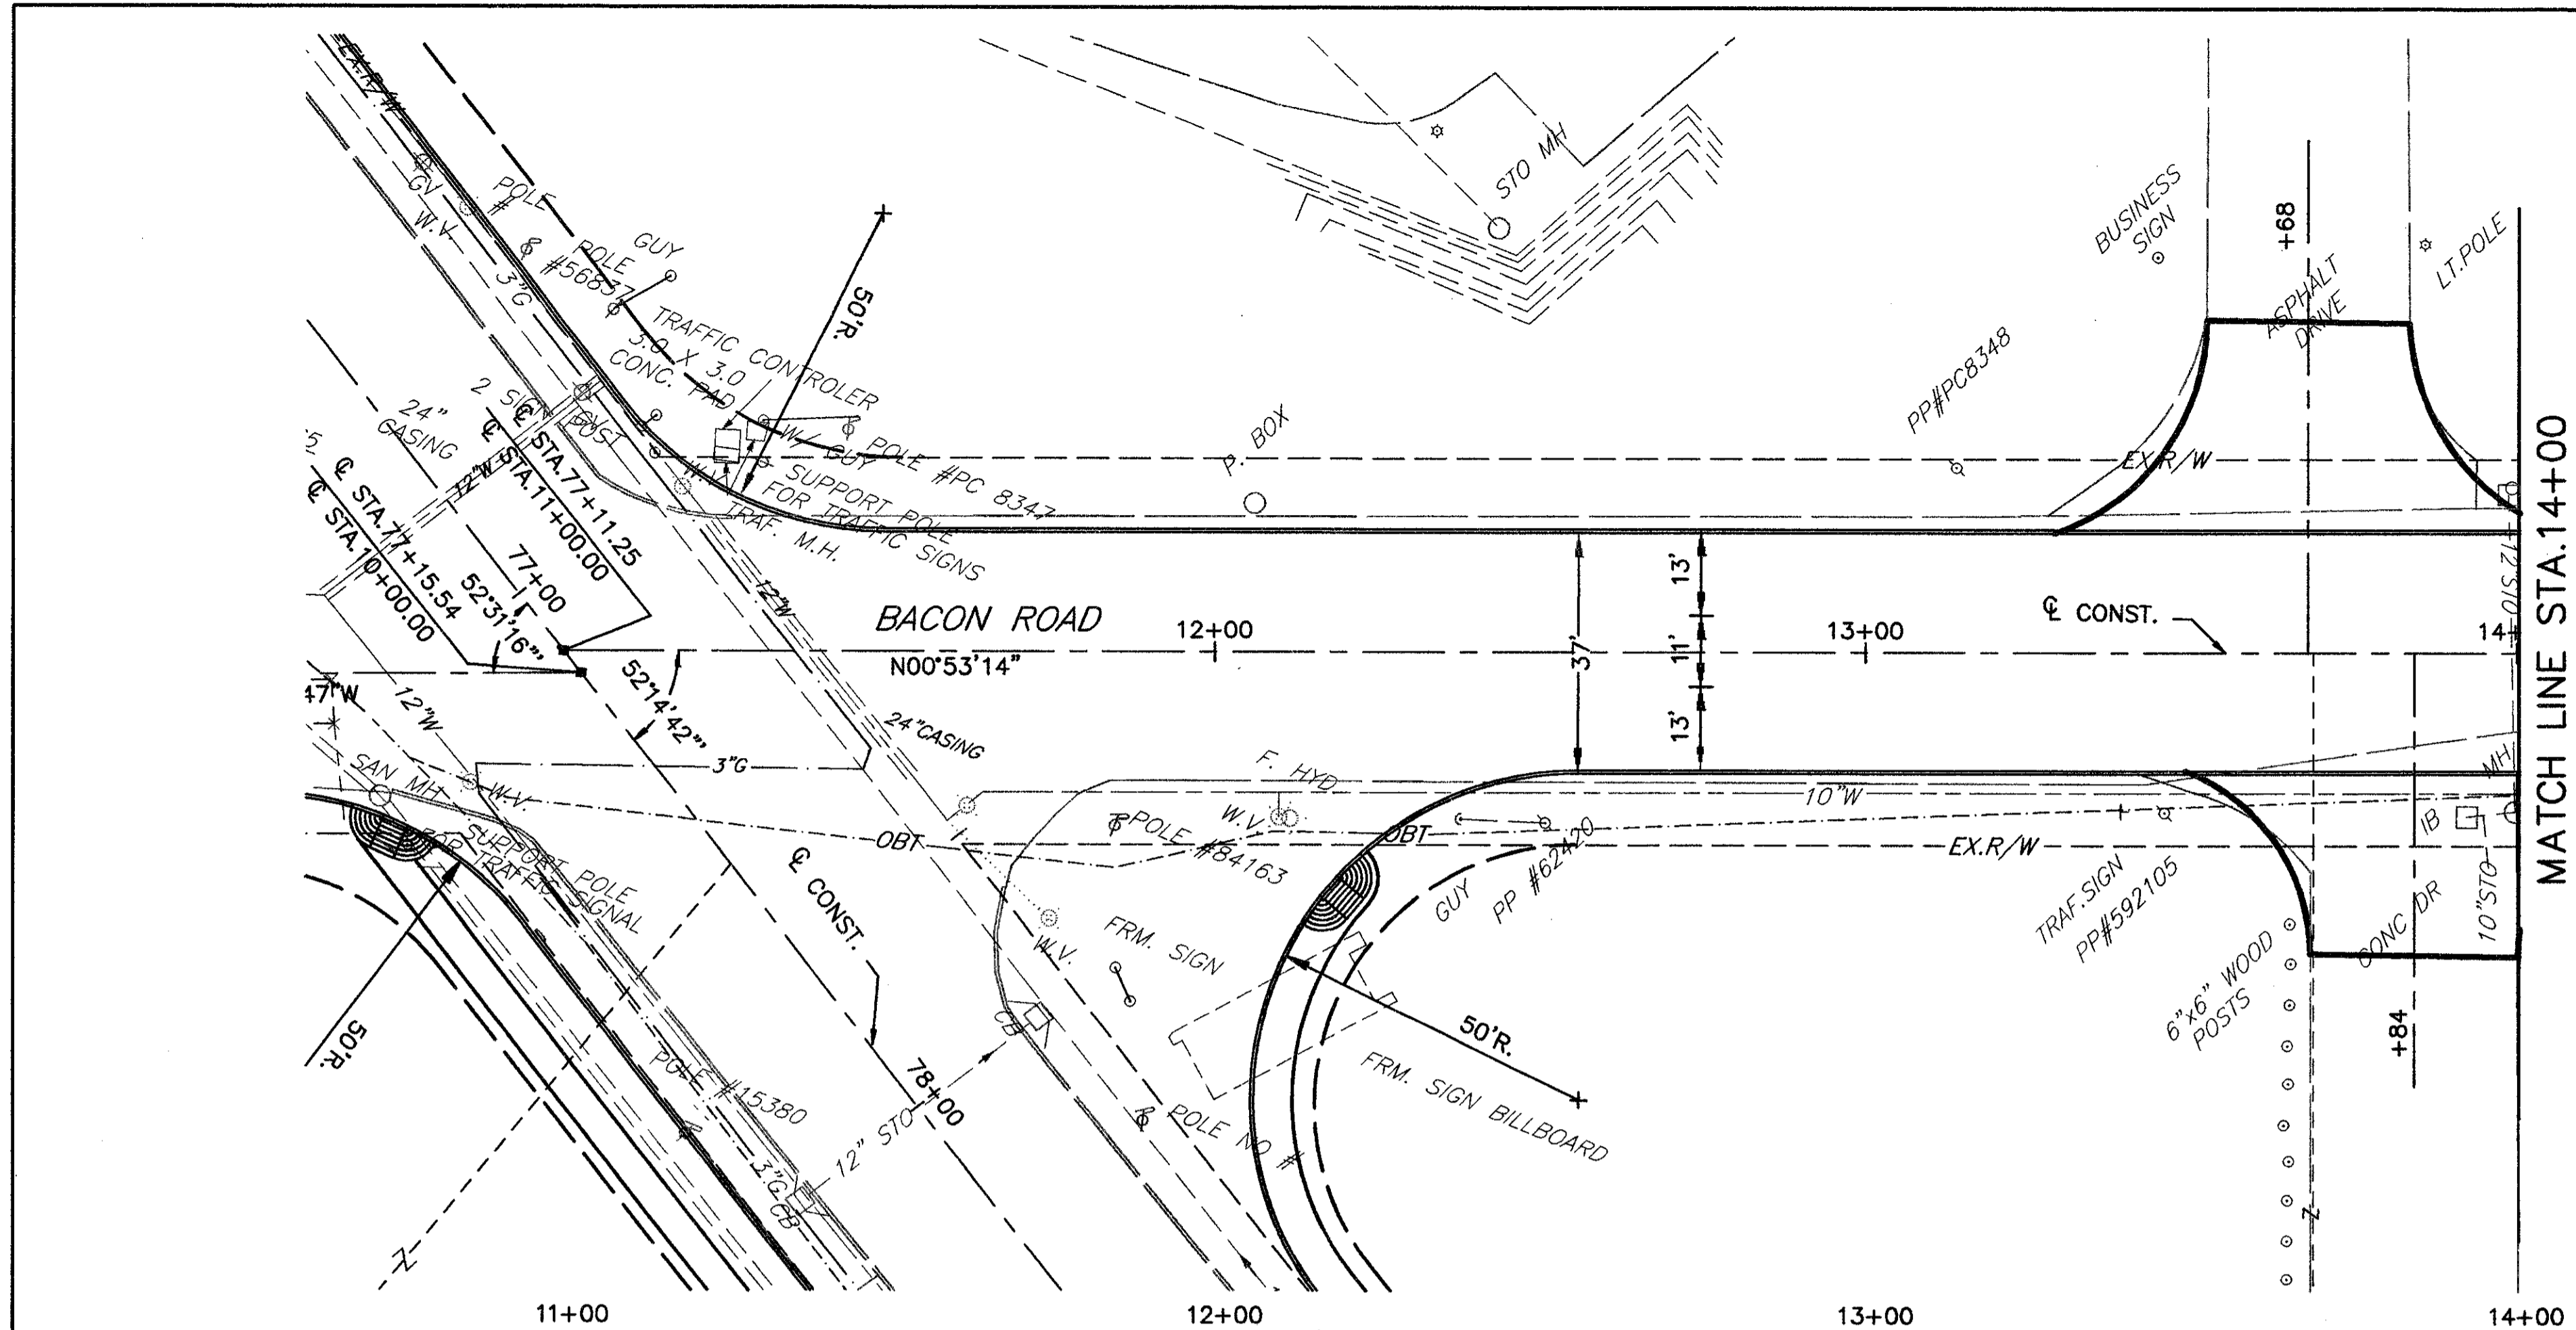 EX.R/W
GV
W.V.
POLE
#
3"G
POLE
#56837
GUY
TRAFFIC CONTROLER
3.0 X 3.0
CONC. PAD
50'R.
STO MH
BUSINESS
SIGN
+68
ASPHALT
DRIVE
LT.POLE
PP#PC8348
P. BOX
EX.R/W
2 SIGN
POST
24"
CASING
12"W
W/ GUY
POLE #PC 8347
SUPPORT POLE
FOR TRAFFIC SIGNS
TRAF. M.H.
℄ STA.77+11.25
℄ STA.11+00.00
℄ STA.77+15.54
℄ STA.10+00.00
77+00
52°31'16"
12"W
BACON ROAD
12+00
N00°53'14"
52°14'42"
13'
37'
11'
13'
13+00
℄ CONST.
14+
12"STO
MATCH LINE STA.14+00
47"W
12"W
24"CASING
3"G
SAN MH
W.V.
OBT
F. HYD
W.V.
POLE #84163
10"W
OBT
EX.R/W
MH
IB
SUPPORT POLE
FOR TRAFFIC SIGNAL
℄ CONST.
W.V.
FRM. SIGN
GUY
PP #62420
TRAF.SIGN
PP#592105
CONC DR
10"STO
6"x6" WOOD
POSTS
+84
50'R.
CB
50'R.
FRM. SIGN BILLBOARD
POLE #15380
78+00
12" STO
POLE NO #
3"G
CB
11+00
12+00
13+00
14+00